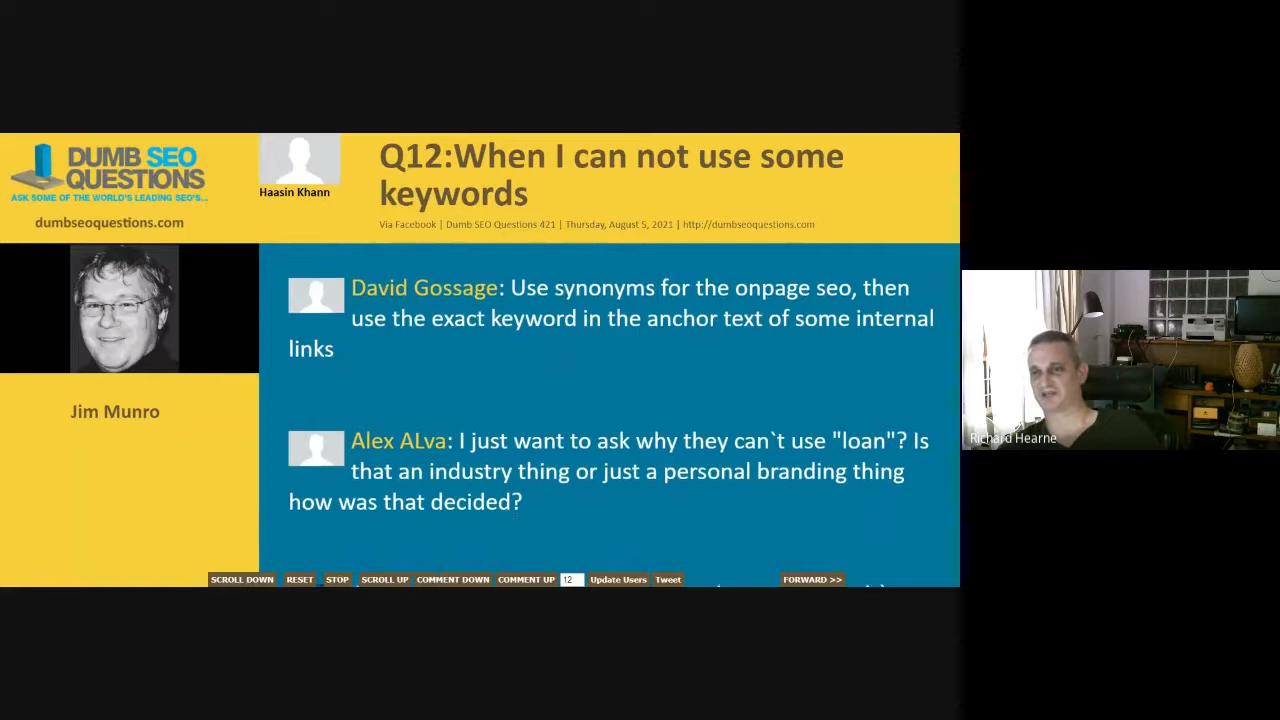 DUMB SEO
QUESTIONS
ASK SOME OF THE WORLD'S LEADING SEO'S...
dumbseoquestions.com
Haasin Khann
Q12:When I can not use some
keywords
Via Facebook | Dumb SEO Questions 421 | Thursday, August 5, 2021 | http://dumbseoquestions.com
Jim Munro
David Gossage: Use synonyms for the onpage seo, then
use the exact keyword in the anchor text of some internal
links
Alex ALva: I just want to ask why they can`t use "loan"? Is
that an industry thing or just a personal branding thing
how was that decided?
SCROLL DOWN RESET STOP SCROLL UP COMMENT DOWN COMMENT UP 12 Update Users Tweet FORWARD >>
Richard Hearne